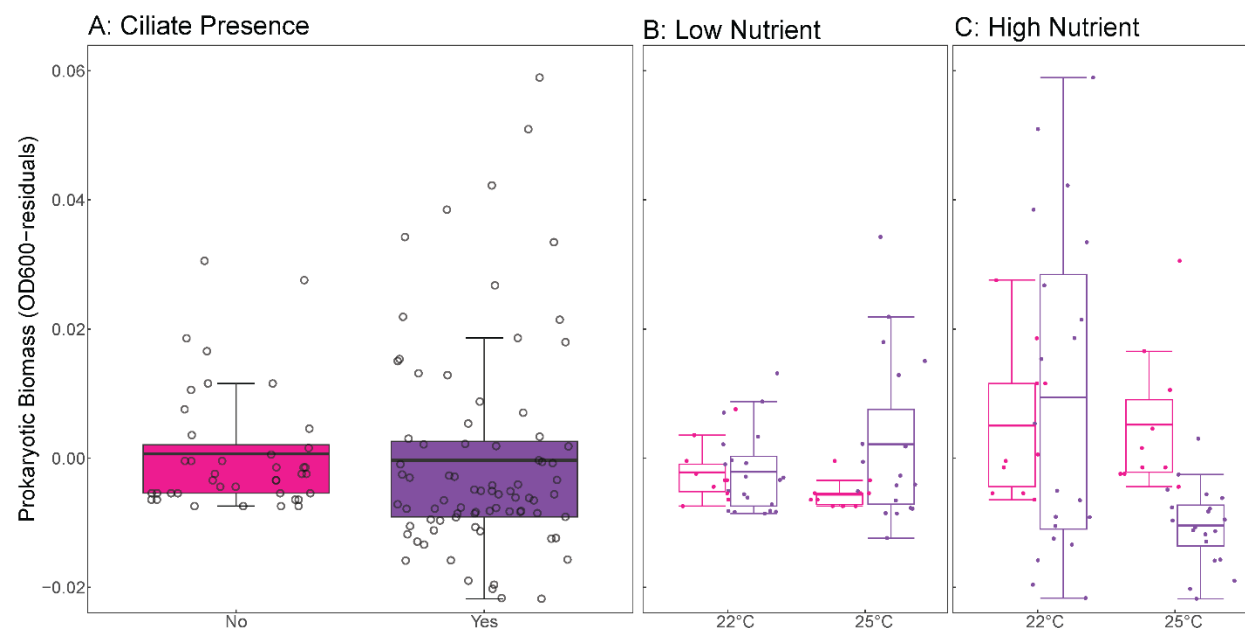 A: Ciliate Presence
B: Low Nutrient
C: High Nutrient
Prokaryotic Biomass (OD600−residuals)
0.06
0.04
0.02
0.00
−0.02
No
Yes
22°C
25°C
22°C
25°C